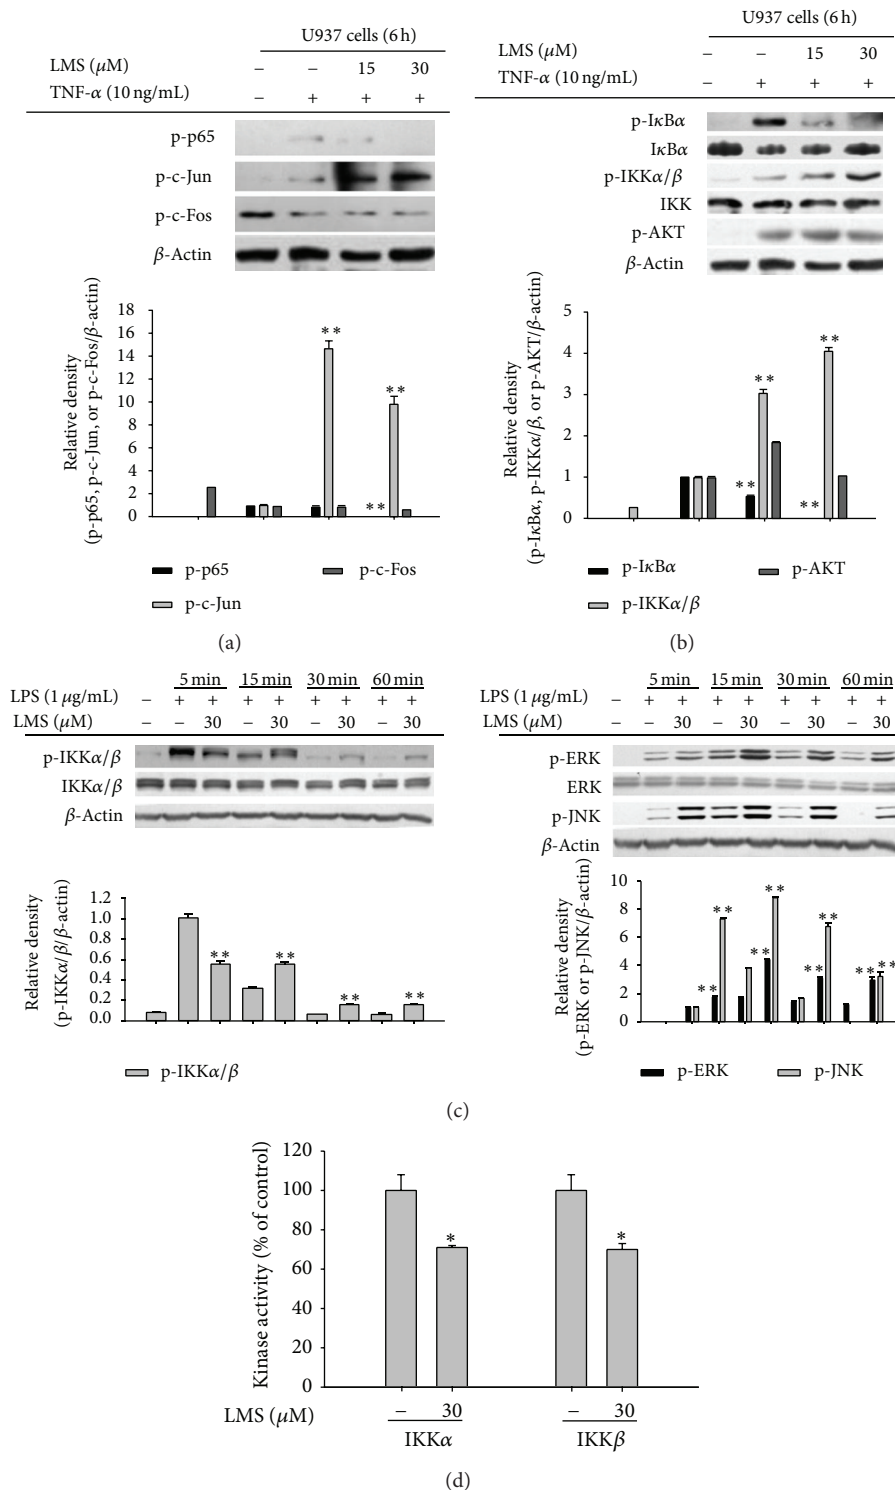 U937 cells (6 h)
LMS (μM) – – 15 30
TNF-α (10 ng/mL) – + + +
p-p65
p-c-Jun
p-c-Fos
β-Actin
Relative density
(p-p65, p-c-Jun, or p-c-Fos/β-actin)
18
16
14
12
10
8
6
4
2
0
** ** **
p-p65 p-c-Fos
p-c-Jun
(a)
U937 cells (6 h)
LMS (μM) – – 15 30
TNF-α (10 ng/mL) – + + +
p-IκBα
IκBα
p-IKKα/β
IKK
p-AKT
β-Actin
Relative density
(p-IκBα, p-IKKα/β, or p-AKT/β-actin)
5
4
3
2
1
0
** ** ** **
p-IκBα p-AKT
p-IKKα/β
(b)
5 min 15 min 30 min 60 min
LPS (1 μg/mL) – + + + + + + + +
LMS (μM) – – 30 – 30 – 30 – 30
p-IKKα/β
IKKα/β
β-Actin
Relative density
(p-IKKα/β/β-actin)
1.2
1.0
0.6
0.4
0.2
0.0
** ** ** **
p-IKKα/β
5 min 15 min 30 min 60 min
LPS (1 μg/mL) – + + + + + + + +
LMS (μM) – – 30 – 30 – 30 – 30
p-ERK
ERK
p-JNK
β-Actin
Relative density
(p-ERK or p-JNK/β-actin)
10
8
6
4
2
0
** ** ** ** ** ** ** **
p-ERK p-JNK
(c)
Kinase activity (% of control)
120
100
80
60
40
20
0
* *
LMS (μM) – 30 – 30
IKKα IKKβ
(d)